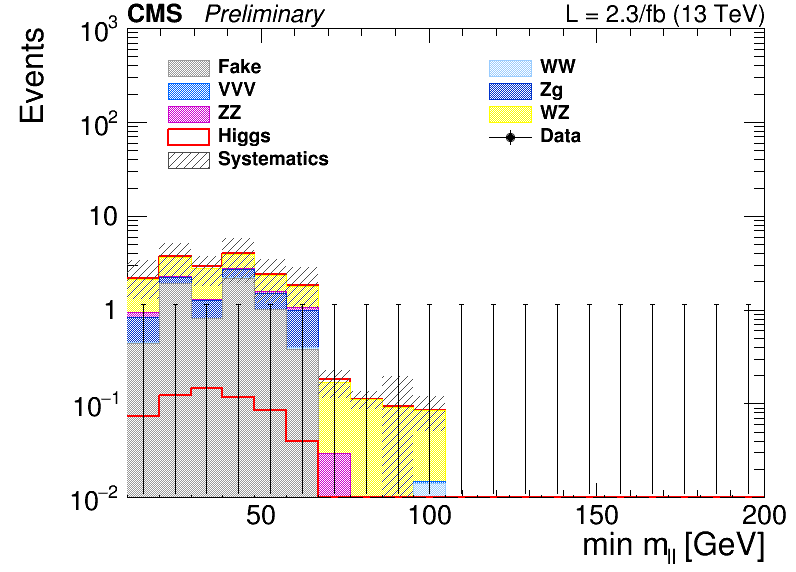 CMS Preliminary L = 2.3/fb (13 TeV)
Events
10³
10²
10
1
10⁻¹
10⁻²
Fake
VVV
ZZ
Higgs
Systematics
WW
Zg
WZ
Data
50 100 150 200
min m_ll [GeV]